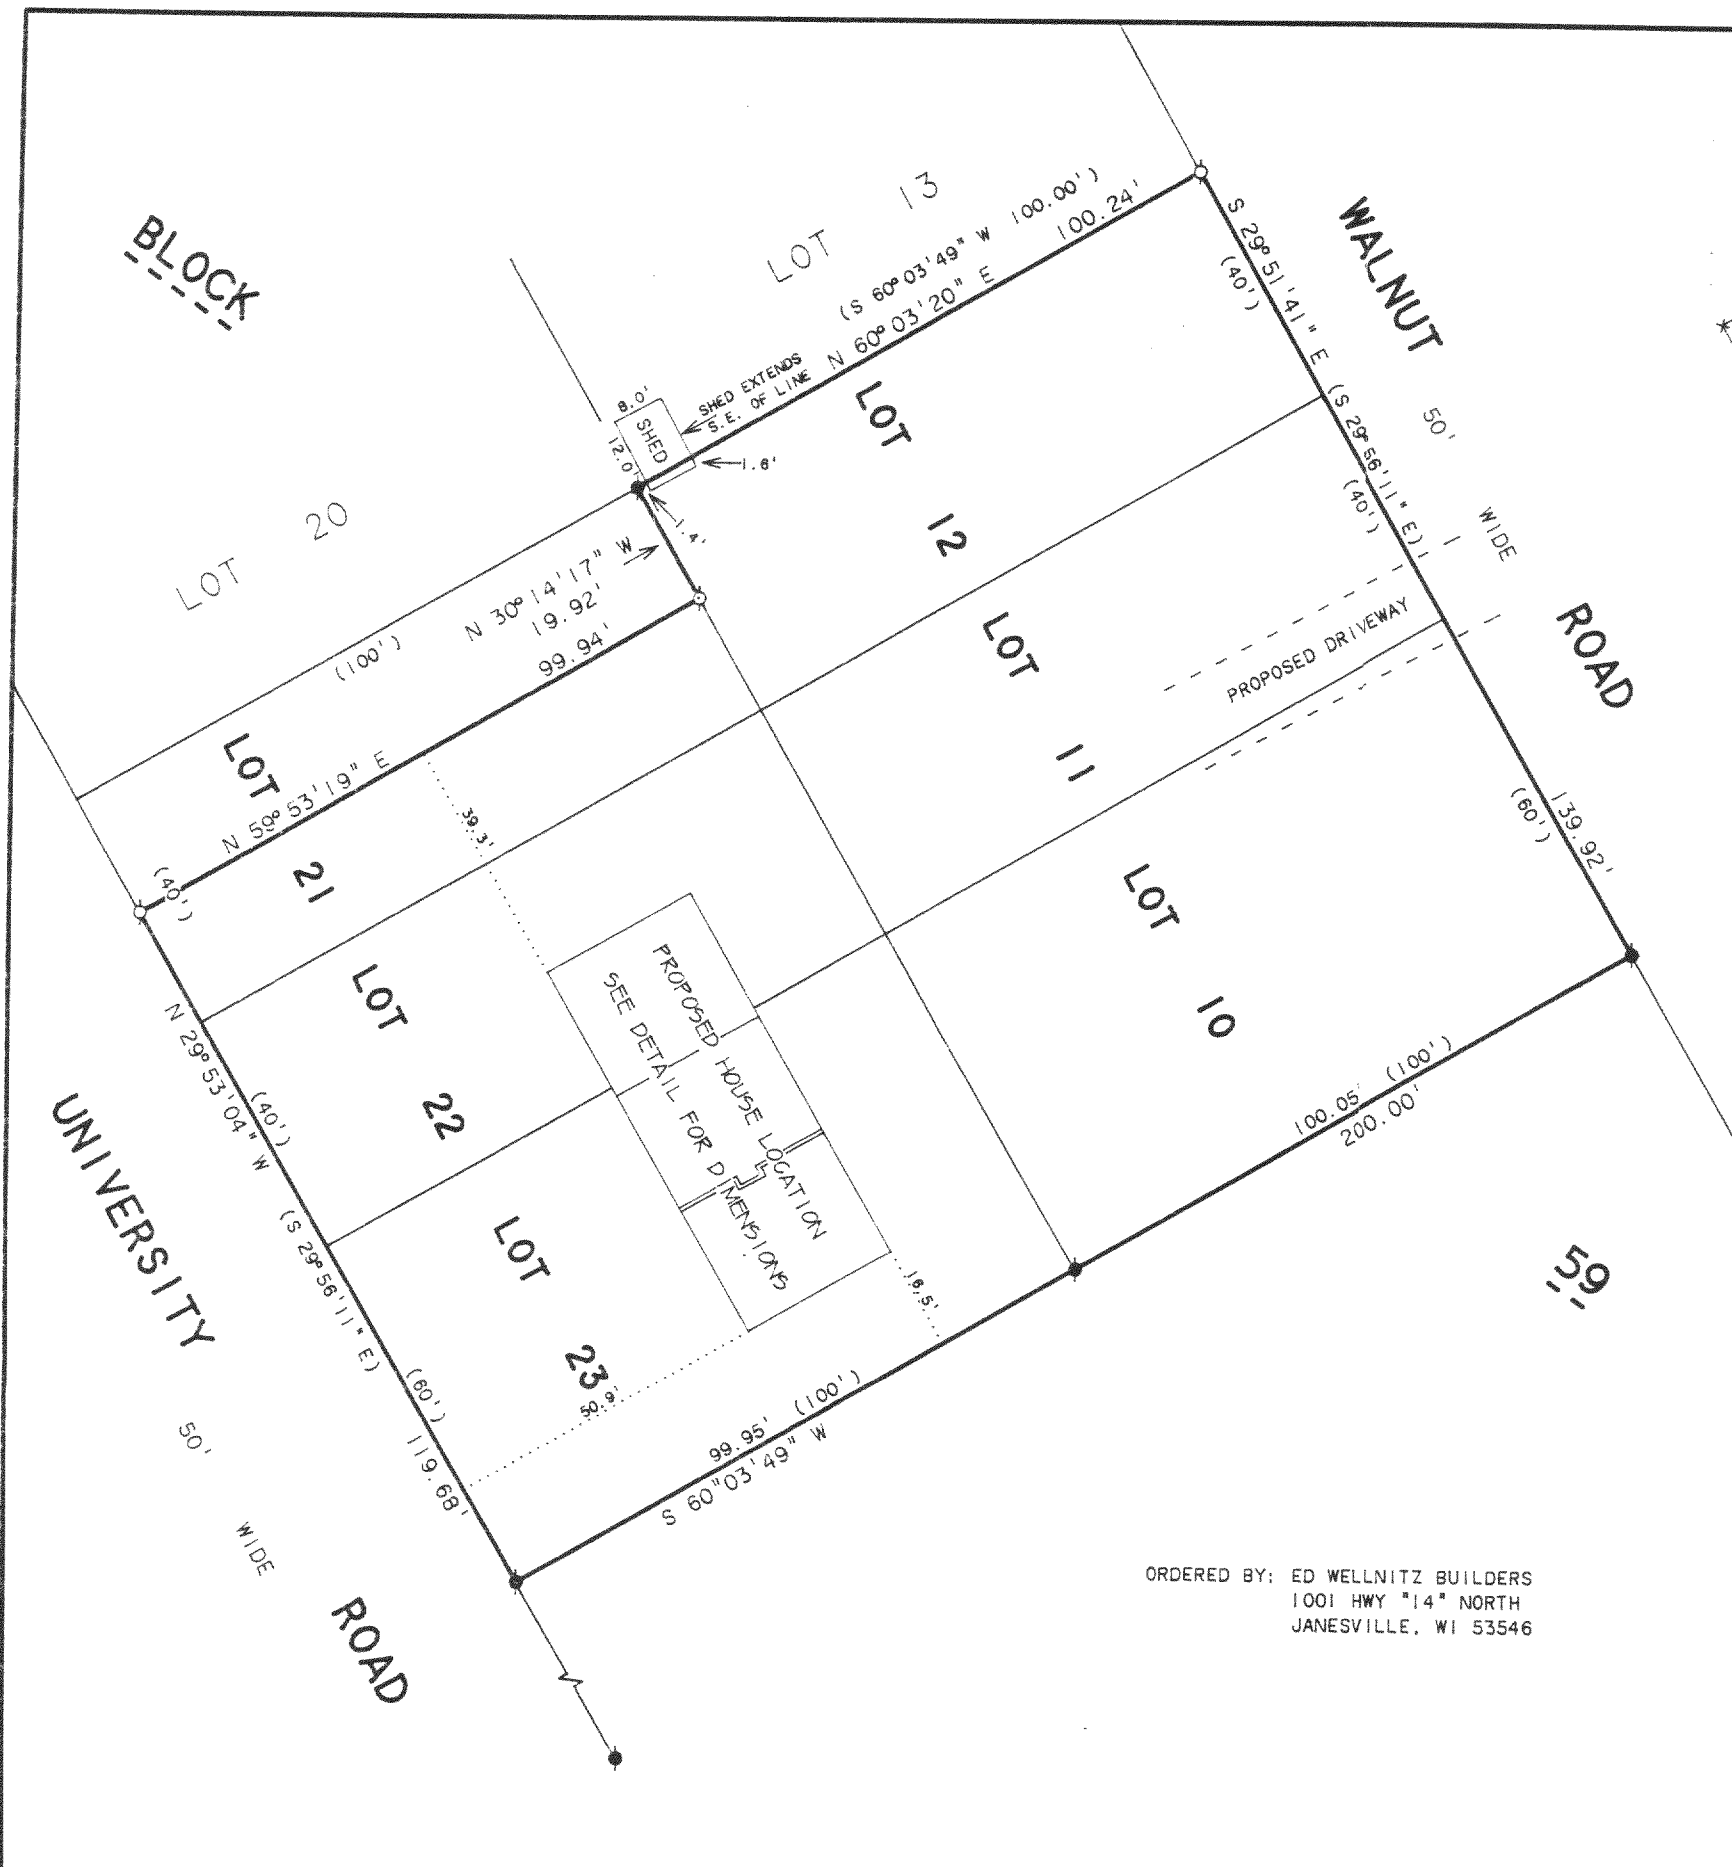 BLOCK
LOT 13
(S 60°03'49" W 100.00')
N 60°03'20" E 100.24'
WALNUT
50'
WIDE
ROAD
S 29°51'41" E
(40')
(S 29°56'11" E)
(40')
139.92'
(60')
8.0'
SHED
12.0'
SHED EXTENDS
S.E. OF LINE
1.6'
1.4'
LOT 12
LOT 20
N 30°14'17" W
19.92'
(100')
99.94'
N 59°53'19" E
LOT 21
(40')
LOT 11
PROPOSED DRIVEWAY
39.3'
LOT 22
LOT 10
PROPOSED HOUSE LOCATION
SEE DETAIL FOR DIMENSIONS
N 29°53'04" W
(40')
(S 29°56'11" E)
(60')
119.68'
UNIVERSITY
50'
WIDE
ROAD
LOT 23
50.9'
16.5'
100.05' (100')
200.00'
99.95' (100')
S 60"03'49" W
59
ORDERED BY: ED WELLNITZ BUILDERS
1001 HWY "14" NORTH
JANESVILLE, WI 53546
*